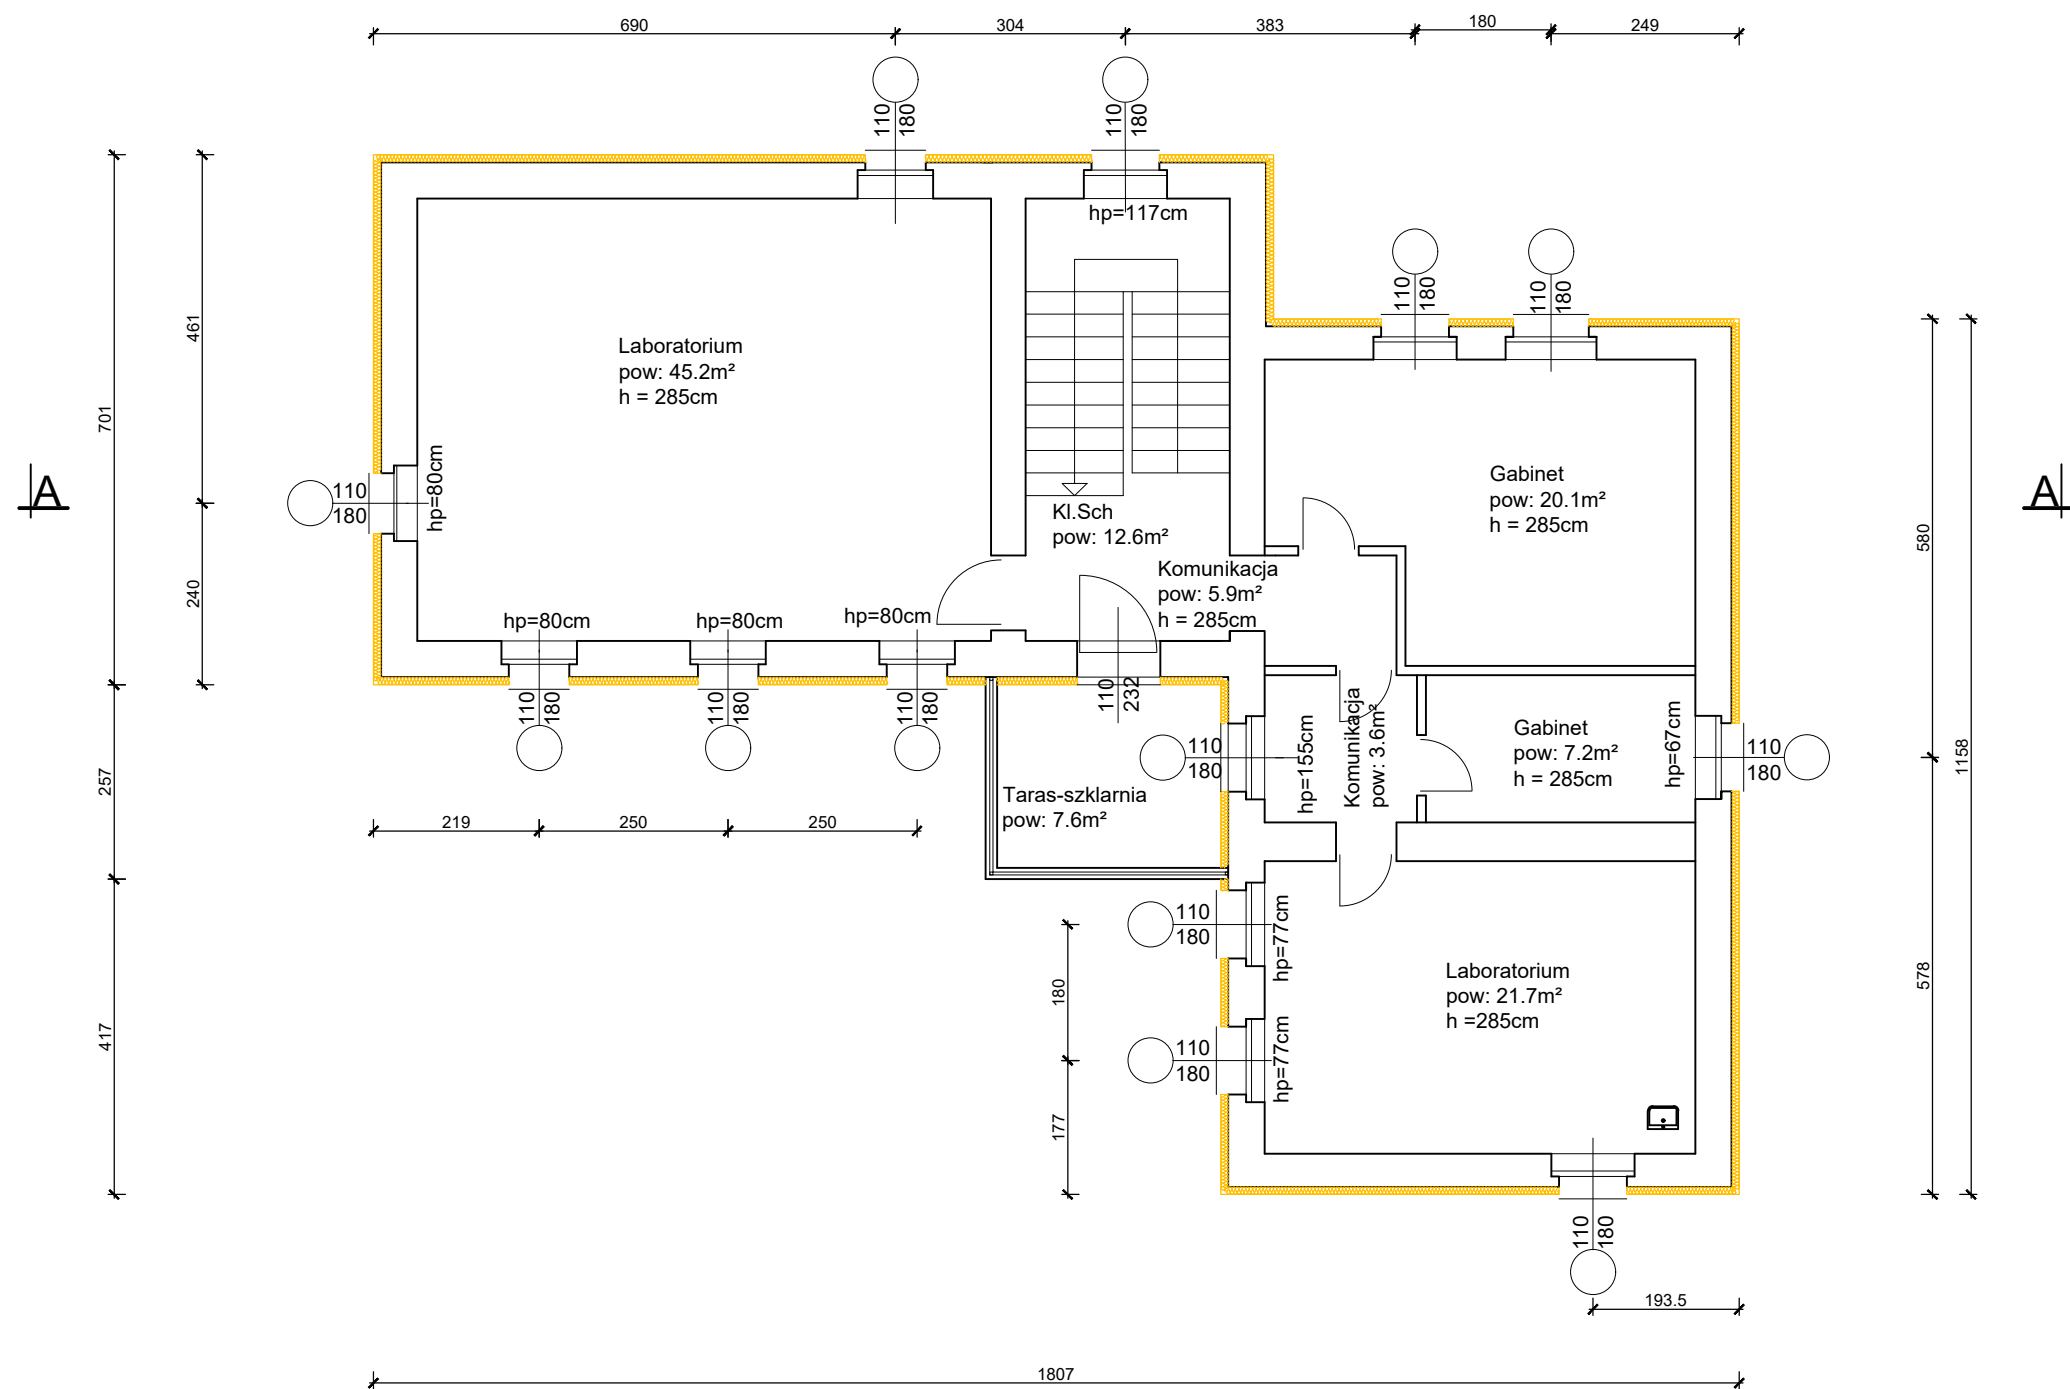 690
304
383
180
249
110
180
110
180
hp=117cm
110
180
110
180
461
701
Laboratorium
pow: 45.2m²
h = 285cm
A
110
180
hp=80cm
Kl.Sch
pow: 12.6m²
Gabinet
pow: 20.1m²
h = 285cm
A
580
1158
240
Komunikacja
pow: 5.9m²
h = 285cm
hp=80cm
hp=80cm
hp=80cm
110
180
110
180
110
180
110
232
257
219
250
250
Taras-szklarnia
pow: 7.6m²
110
180
hp=155cm
Komunikacja
pow: 3.6m²
Gabinet
pow: 7.2m²
h = 285cm
hp=67cm
110
180
417
110
180
hp=77cm
180
110
180
hp=77cm
177
Laboratorium
pow: 21.7m²
h =285cm
578
110
180
193.5
1807